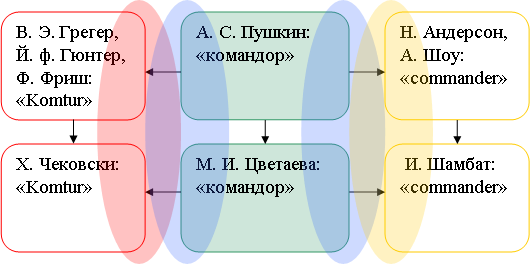 В. Э. Грегер,
Й. ф. Гюнтер,
Ф. Фриш:
«Komtur»
А. С. Пушкин:
«командор»
Н. Андерсон,
А. Шоу:
«commander»
Х. Чековски:
«Komtur»
М. И. Цветаева:
«командор»
И. Шамбат:
«commander»